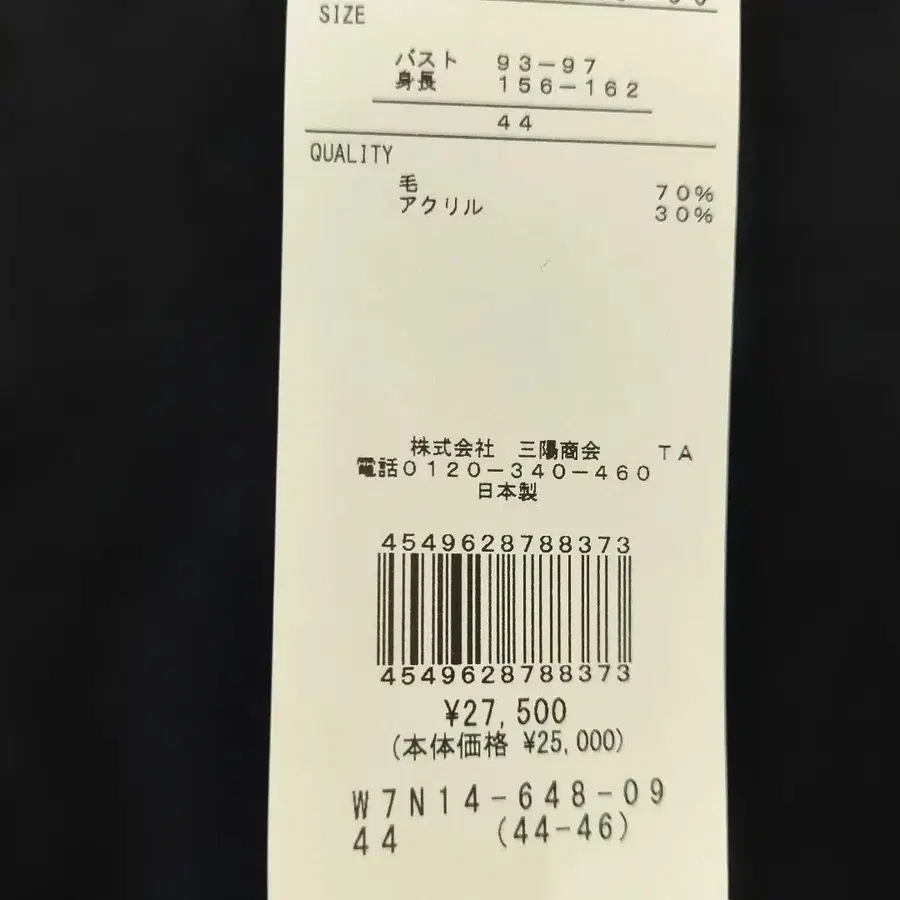 SIZE
バスト 93-97
身長 156-162
44
QUALITY
毛 70%
アクリル 30%
株式会社 三陽商会 TA
電話0120-340-460
日本製
4549628788373
4549628788373
¥27,500
(本体価格 ¥25,000)
W7N14-648-09
44 (44-46)